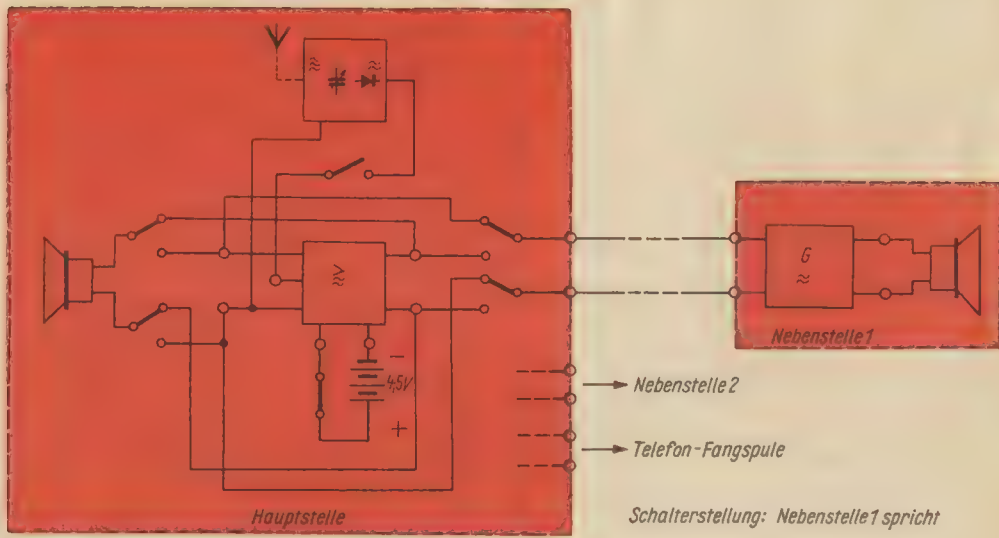 G
Nebenstelle 1
−
4,5V
+
Nebenstelle 2
Telefon-Fangspule
Hauptstelle
Schalterstellung: Nebenstelle 1 spricht